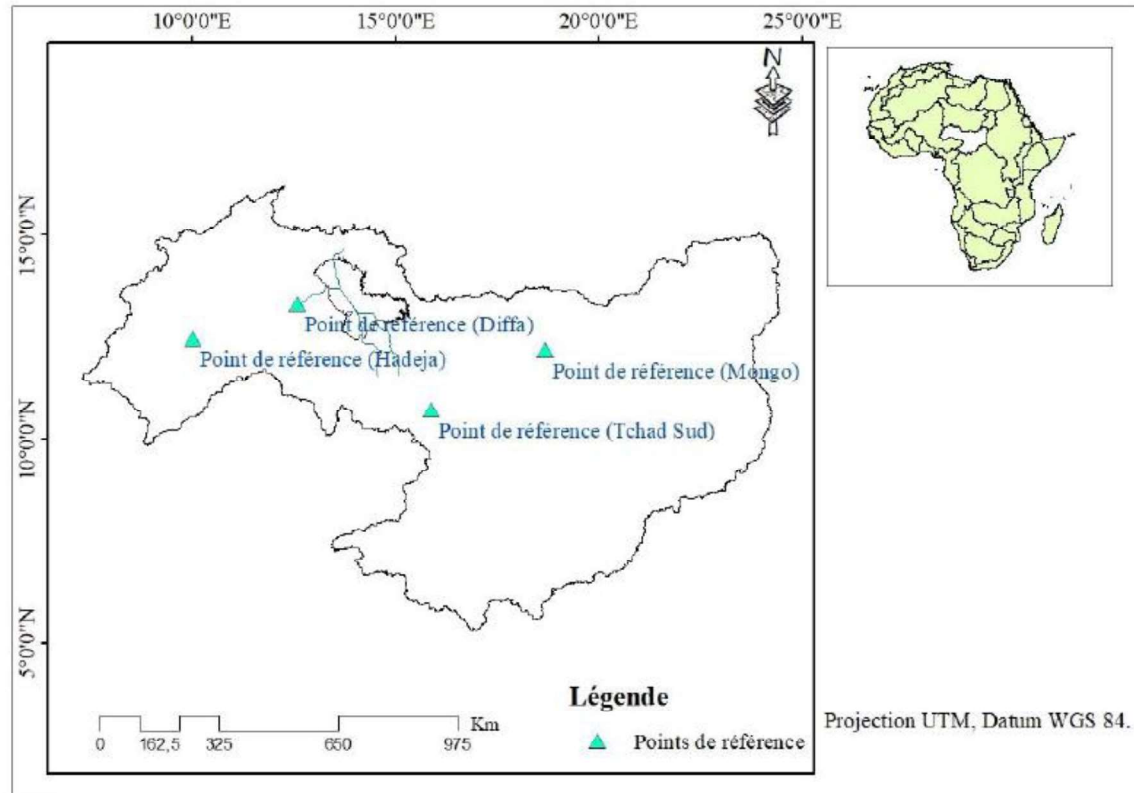 10°0'0"E 15°0'0"E 20°0'0"E 25°0'0"E
N
15°0'0"N
10°0'0"N
5°0'0"N
Point de référence (Diffa)
Point de référence (Hadeja)
Point de référence (Mongo)
Point de référence (Tchad Sud)
Légende
Points de référence
Km
0 162,5 325 650 975
Projection UTM, Datum WGS 84.